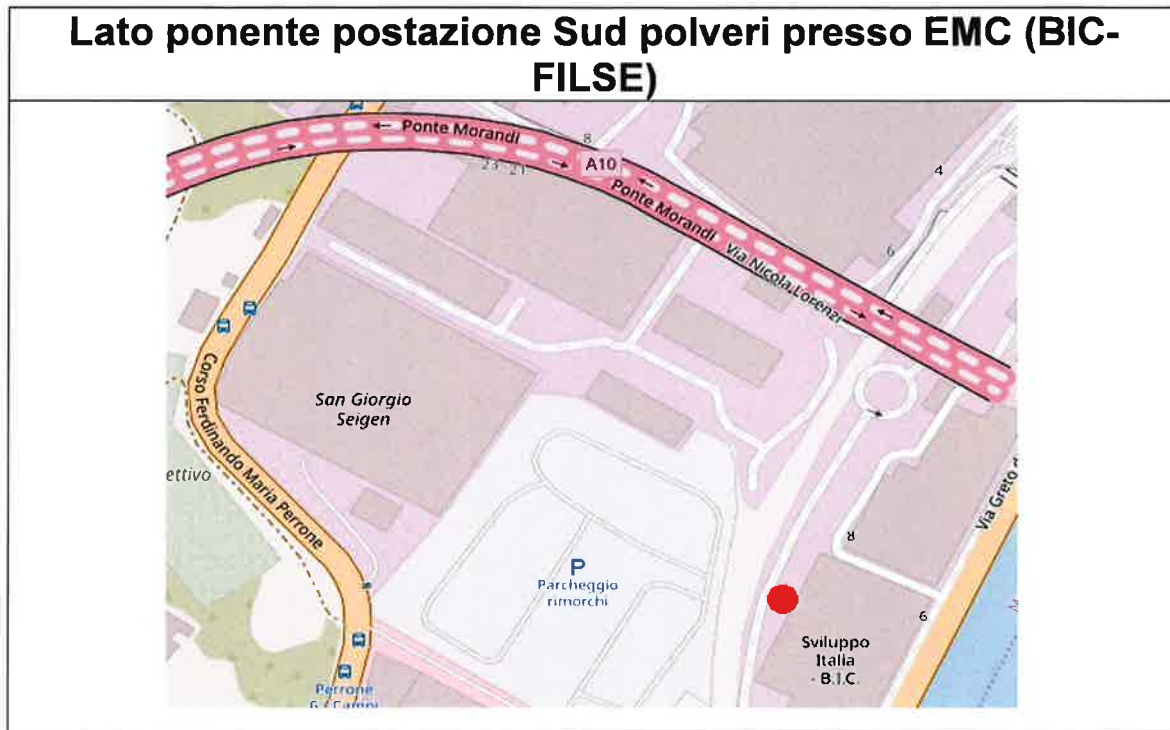 Lato ponente postazione Sud polveri presso EMC (BIC-
FILSE)
Ponte Morandi
8
A10
23 21
4
Ponte Morandi
Via Nicola Lorenzi
6
Corso Ferdinando Maria Perrone
San Giorgio
Seigen
ettivo
Via Greto d
8
P
Parcheggio
rimorchi
6
Sviluppo
Italia
- B.I.C.
Perrone